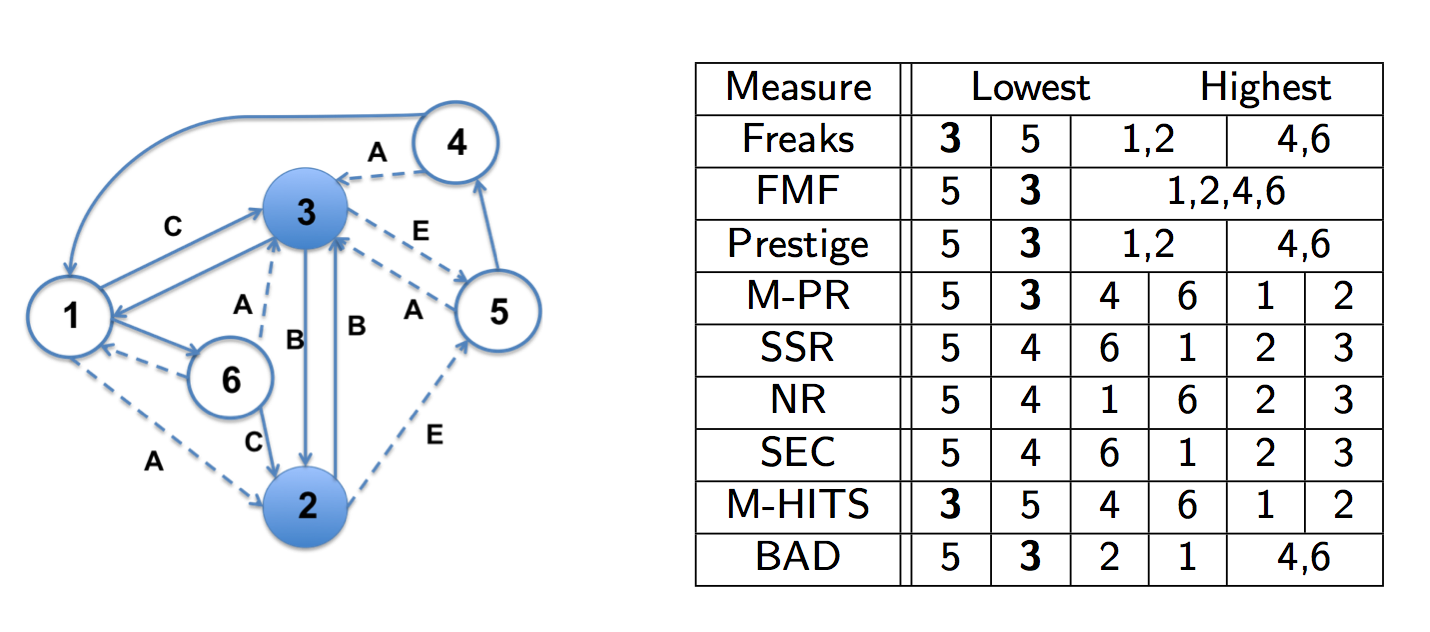 4
A
3
C
E
A
5
1
A
B
B
6
C
E
A
2
Measure Lowest Highest
Freaks 3 5 1,2 4,6
FMF 5 3 1,2,4,6
Prestige 5 3 1,2 4,6
M-PR 5 3 4 6 1 2
SSR 5 4 6 1 2 3
NR 5 4 1 6 2 3
SEC 5 4 6 1 2 3
M-HITS 3 5 4 6 1 2
BAD 5 3 2 1 4,6